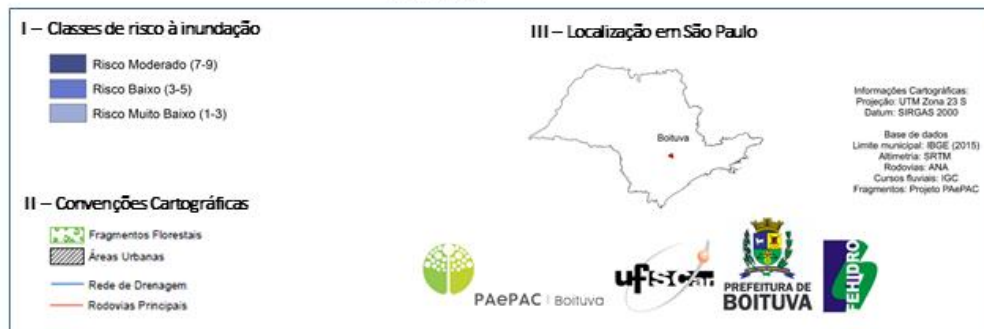 I – Classes de risco à inundação
Risco Moderado (7-9)
Risco Baixo (3-5)
Risco Muito Baixo (1-3)
II – Convenções Cartográficas
Fragmentos Florestais
Áreas Urbanas
Rede de Drenagem
Rodovias Principais
III – Localização em São Paulo
Boituva
Informações Cartográficas:
Projeção: UTM Zona 23 S
Datum: SIRGAS 2000
Base de dados
Limite municipal: IBGE (2015)
Altimetria: SRTM
Rodovias: ANA
Cursos fluviais: IGC
Fragmentos: Projeto PAePAC
PAePAC | Boituva
ufscar
PREFEITURA DE
BOITUVA
FEHIDRO